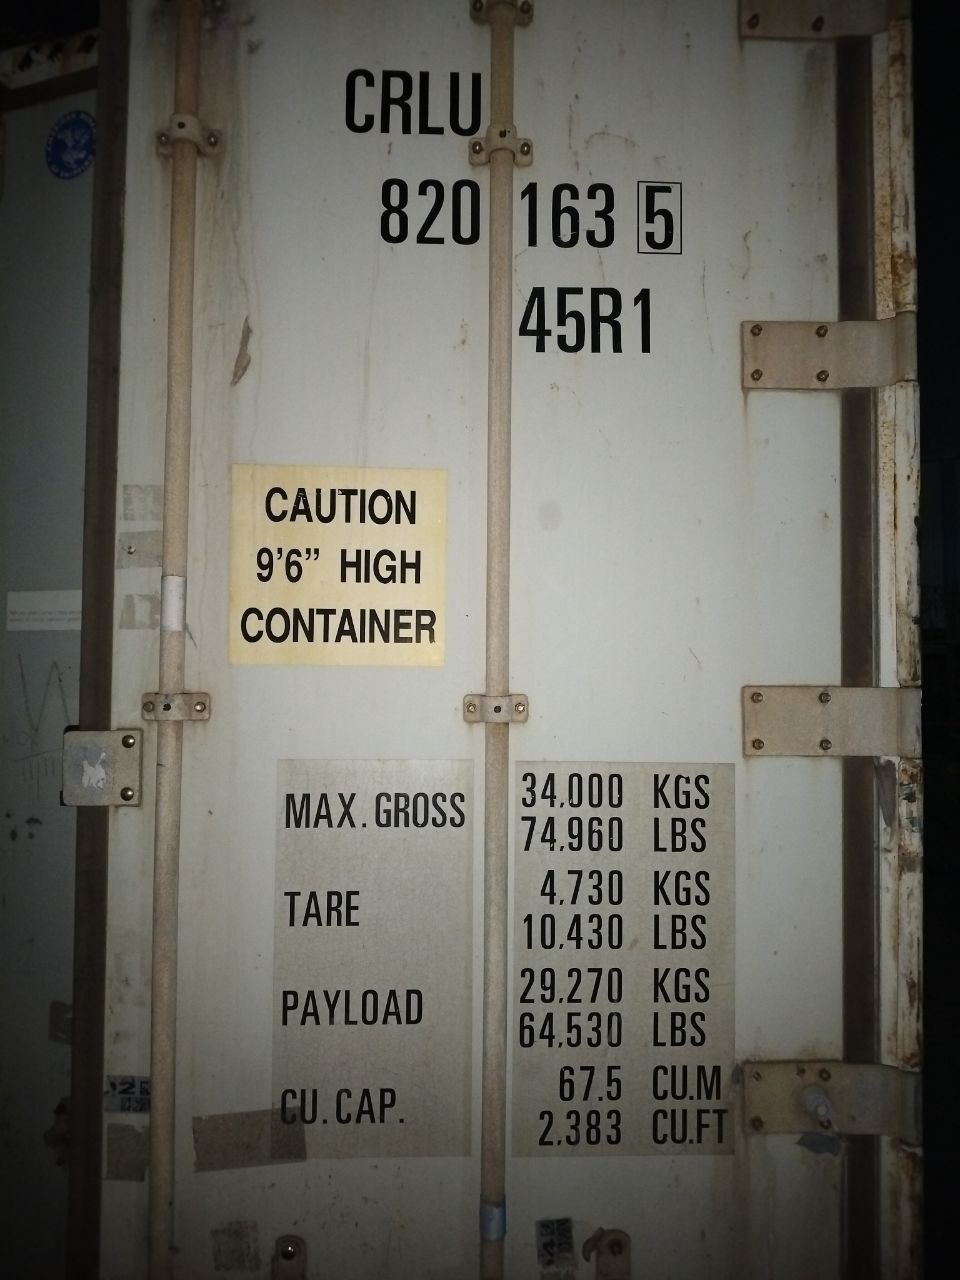 CRLU
820 163 5
45R1
CAUTION
9'6" HIGH
CONTAINER
MAX. GROSS 34,000 KGS
74,960 LBS
TARE 4,730 KGS
10,430 LBS
PAYLOAD 29,270 KGS
64,530 LBS
CU. CAP. 67.5 CU.M
2,383 CU.FT